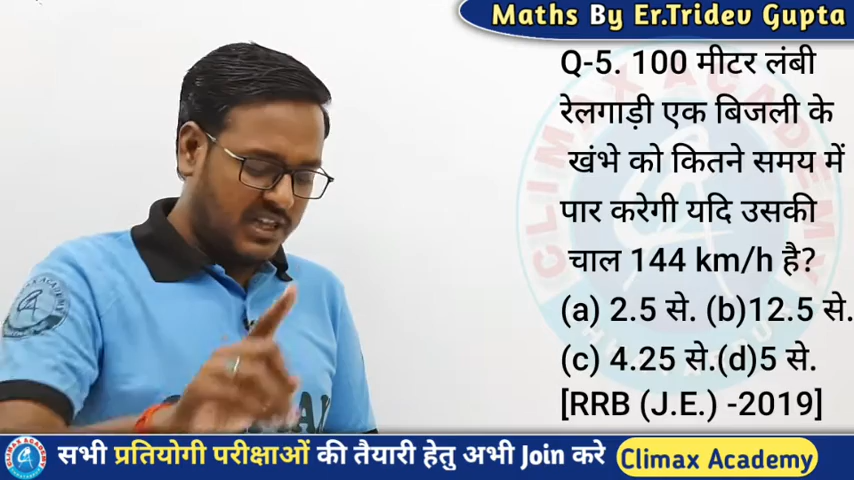 Maths By Er.Tridev Gupta
Q-5. 100 मीटर लंबी
रेलगाड़ी एक बिजली के
खंभे को कितने समय में
पार करेगी यदि उसकी
चाल 144 km/h है?
(a) 2.5 से. (b)12.5 से.
(c) 4.25 से.(d)5 से.
[RRB (J.E.) -2019]
सभी प्रतियोगी परीक्षाओं की तैयारी हेतु अभी Join करे Climax Academy